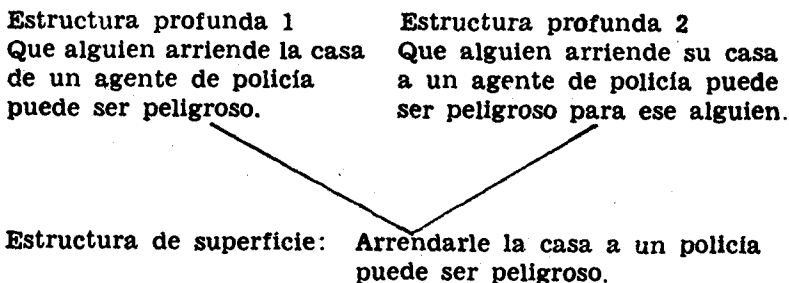 Estructura profunda 1
Que alguien arriende la casa
de un agente de policía
puede ser peligroso.
Estructura profunda 2
Que alguien arriende su casa
a un agente de policía puede
ser peligroso para ese alguien.
Estructura de superficie: Arrendarle la casa a un policía
puede ser peligroso.